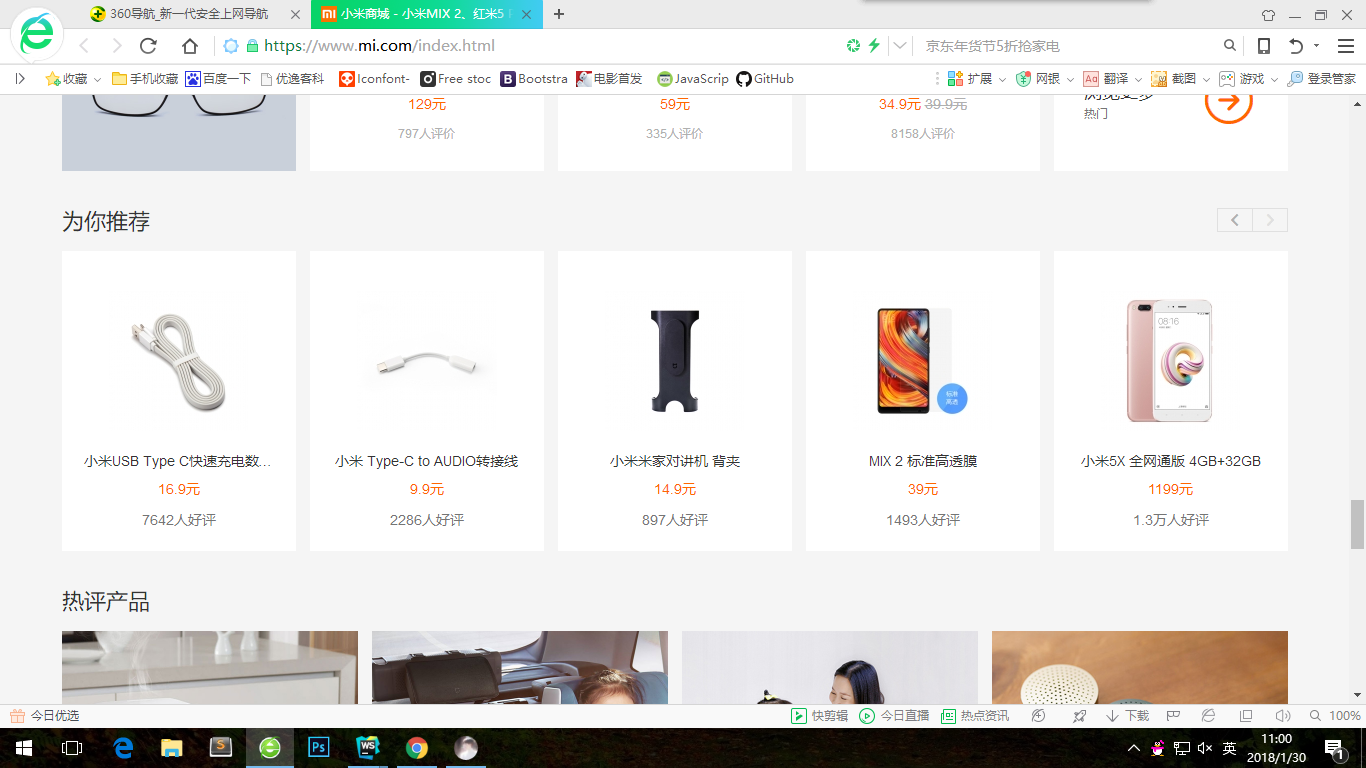 360导航_新一代安全上网导航
小米商城 - 小米MIX 2、红米5
https://www.mi.com/index.html
京东年货节5折抢家电
收藏 手机收藏 百度一下 优逸客科 Iconfont- Free stoc Bootstra 电影首发 JavaScrip GitHub
扩展 网银 翻译 截图 游戏 登录管家
129元 59元 34.9元 39.9元
热门
797人评价 335人评价 8158人评价
为你推荐
标准
高透
08:16
小米USB Type C快速充电数... 小米 Type-C to AUDIO转接线 小米米家对讲机 背夹 MIX 2 标准高透膜 小米5X 全网通版 4GB+32GB
16.9元 9.9元 14.9元 39元 1199元
7642人好评 2286人好评 897人好评 1493人好评 1.3万人好评
热评产品
今日优选 快剪辑 今日直播 热点资讯 下载 100%
英 11:00
2018/1/30
1